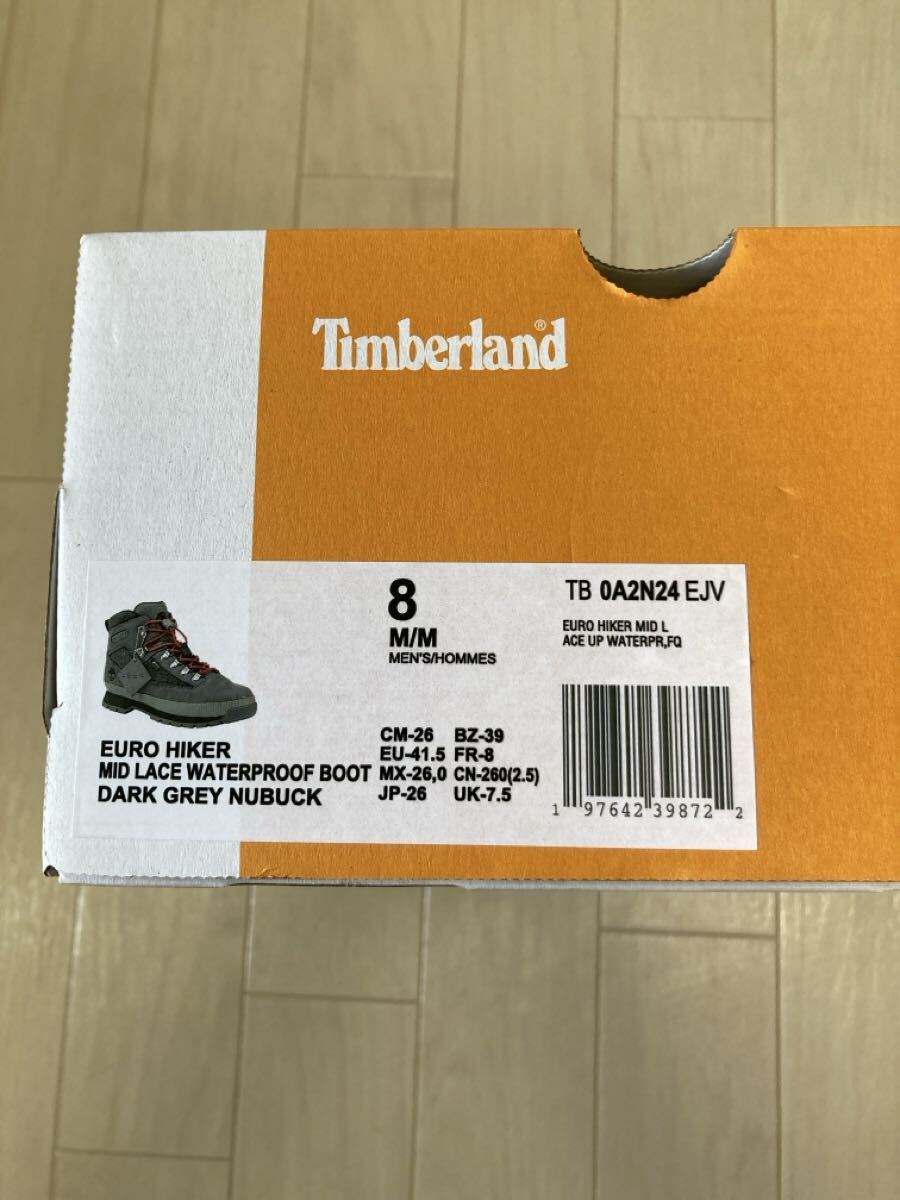 Timberland®
8
M/M
MEN'S/HOMMES
TB 0A2N24 EJV
EURO HIKER MID L
ACE UP WATERPR,FQ
EURO HIKER
MID LACE WATERPROOF BOOT
DARK GREY NUBUCK
CM-26 BZ-39
EU-41.5 FR-8
MX-26,0 CN-260(2.5)
JP-26 UK-7.5
1 97642 39872 2